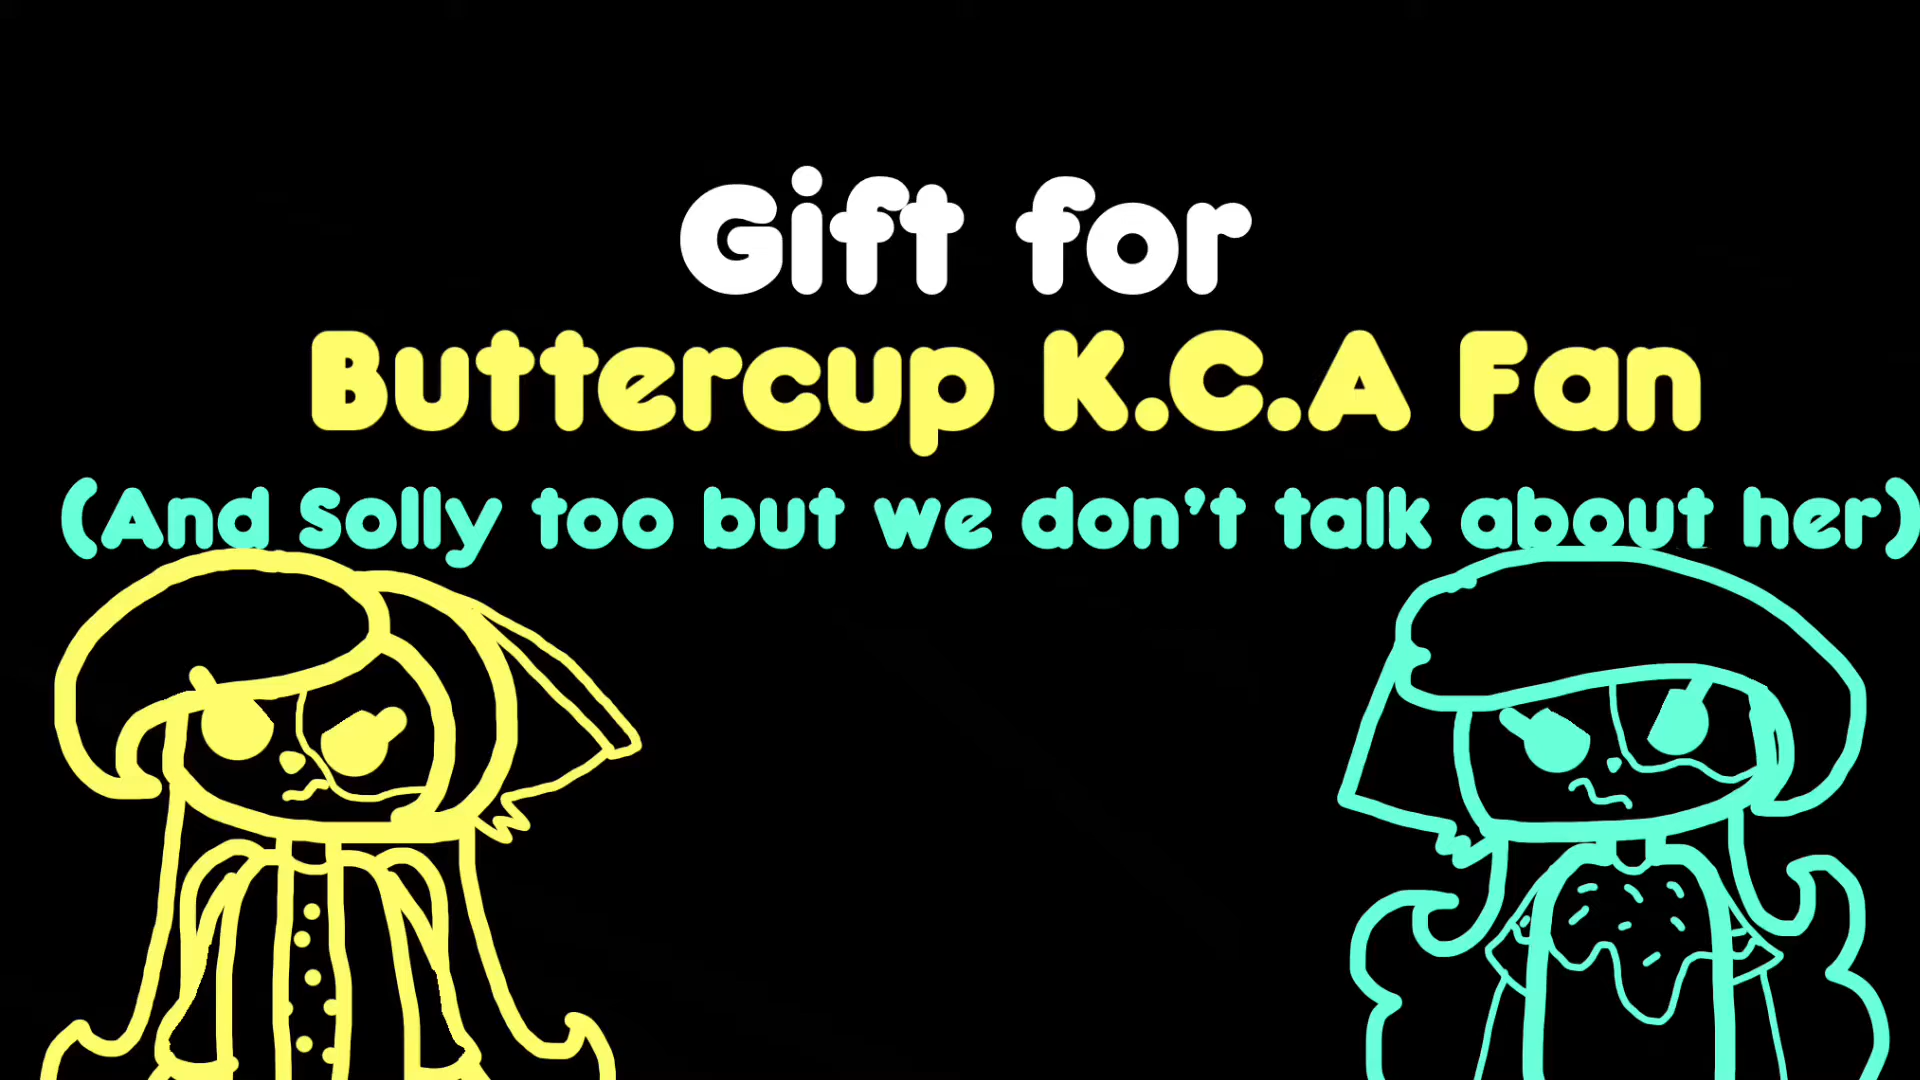 Gift for
Buttercup K.C.A Fan
(And Solly too but we don't talk about her)